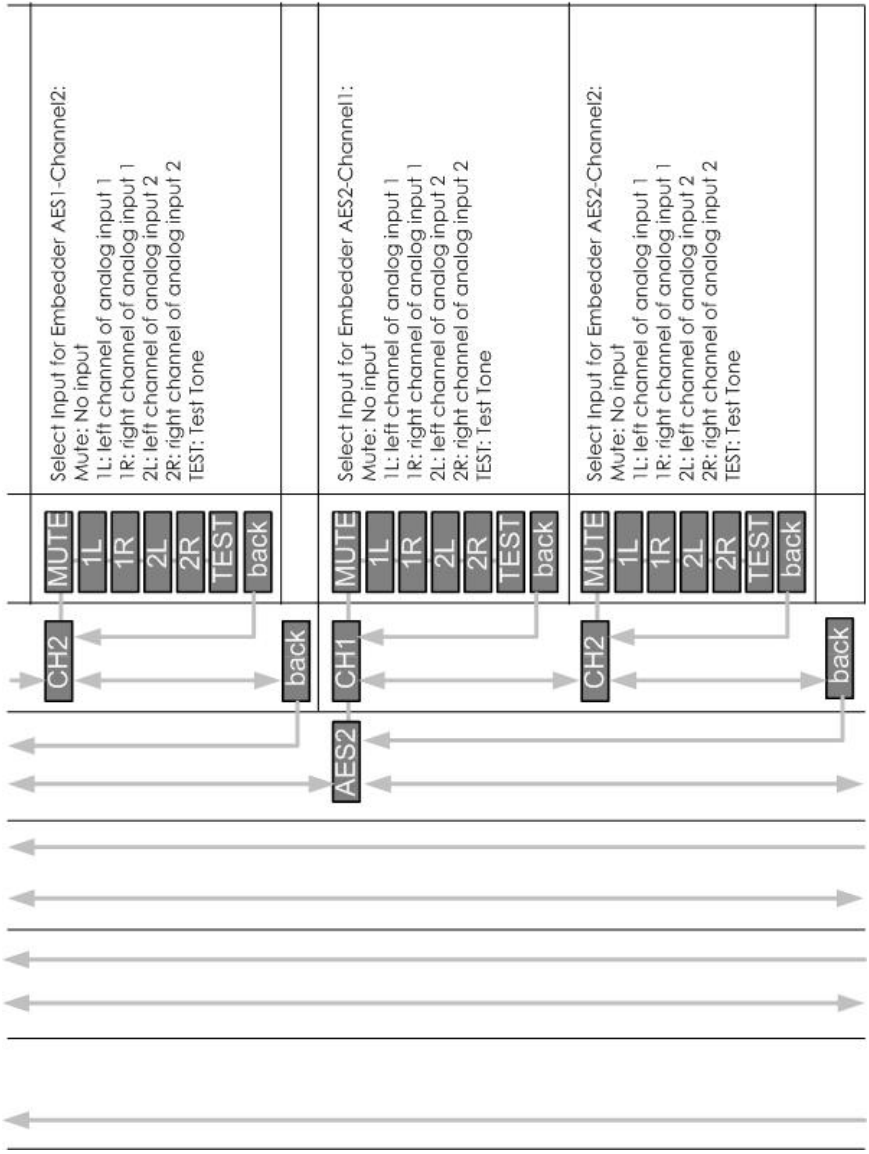 AES2
CH2
back
CH1
CH2
back
MUTE
1L
1R
2L
2R
TEST
back
Select Input for Embedder AES1-Channel2:
Mute: No input
1L: left channel of analog input 1
1R: right channel of analog input 1
2L: left channel of analog input 2
2R: right channel of analog input 2
TEST: Test Tone
MUTE
1L
1R
2L
2R
TEST
back
Select Input for Embedder AES2-Channel1:
Mute: No input
1L: left channel of analog input 1
1R: right channel of analog input 1
2L: left channel of analog input 2
2R: right channel of analog input 2
TEST: Test Tone
MUTE
1L
1R
2L
2R
TEST
back
Select Input for Embedder AES2-Channel2:
Mute: No input
1L: left channel of analog input 1
1R: right channel of analog input 1
2L: left channel of analog input 2
2R: right channel of analog input 2
TEST: Test Tone